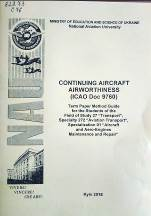 MINISTRY OF EDUCATION AND SCIENCE OF UKRAINE
National Aviation University
NAU
CONTINUING AIRCRAFT
AIRWORTHINESS
(ICAO Doc 9760)
Term Paper Method Guide
for the Students of the
Field of Study 27 "Transport",
Specialty 272 "Aviation Transport",
Specialization 01 "Aircraft
and Aero-Engines
Maintenance and Repair"
VIVERE!
VINCERE!
CREARE!
Kyiv 2018